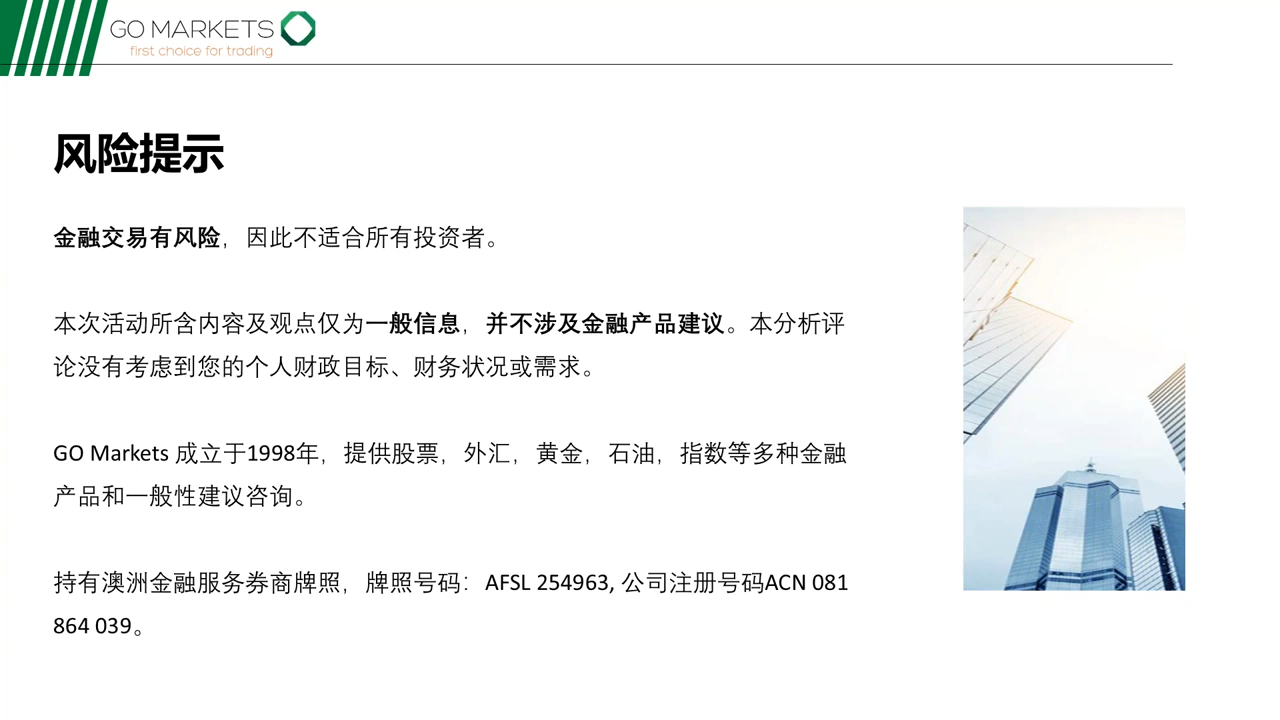 GO MARKETS
first choice for trading
风险提示
金融交易有风险，因此不适合所有投资者。
本次活动所含内容及观点仅为一般信息，并不涉及金融产品建议。本分析评
论没有考虑到您的个人财政目标、财务状况或需求。
GO Markets 成立于1998年，提供股票，外汇，黄金，石油，指数等多种金融
产品和一般性建议咨询。
持有澳洲金融服务券商牌照，牌照号码：AFSL 254963, 公司注册号码ACN 081
864 039。